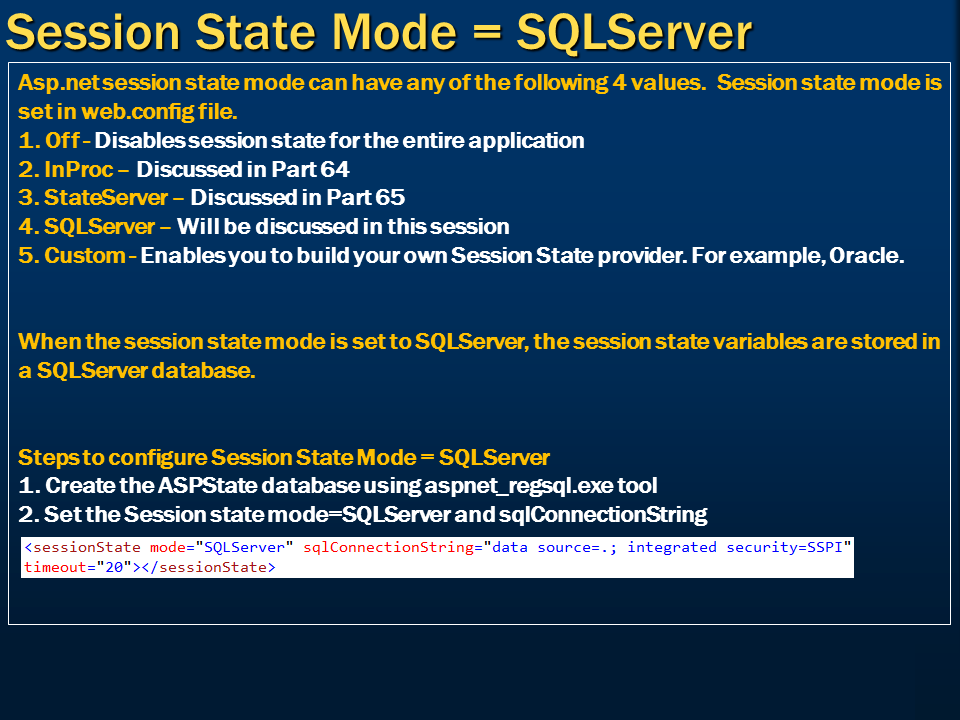 Session State Mode = SQLServer
Asp.net session state mode can have any of the following 4 values. Session state mode is
set in web.config file.
1. Off - Disables session state for the entire application
2. InProc – Discussed in Part 64
3. StateServer – Discussed in Part 65
4. SQLServer – Will be discussed in this session
5. Custom - Enables you to build your own Session State provider. For example, Oracle.
When the session state mode is set to SQLServer, the session state variables are stored in
a SQLServer database.
Steps to configure Session State Mode = SQLServer
1. Create the ASPState database using aspnet_regsql.exe tool
2. Set the Session state mode=SQLServer and sqlConnectionString
<sessionState mode="SQLServer" sqlConnectionString="data source=.; integrated security=SSPI"
timeout="20"></sessionState>